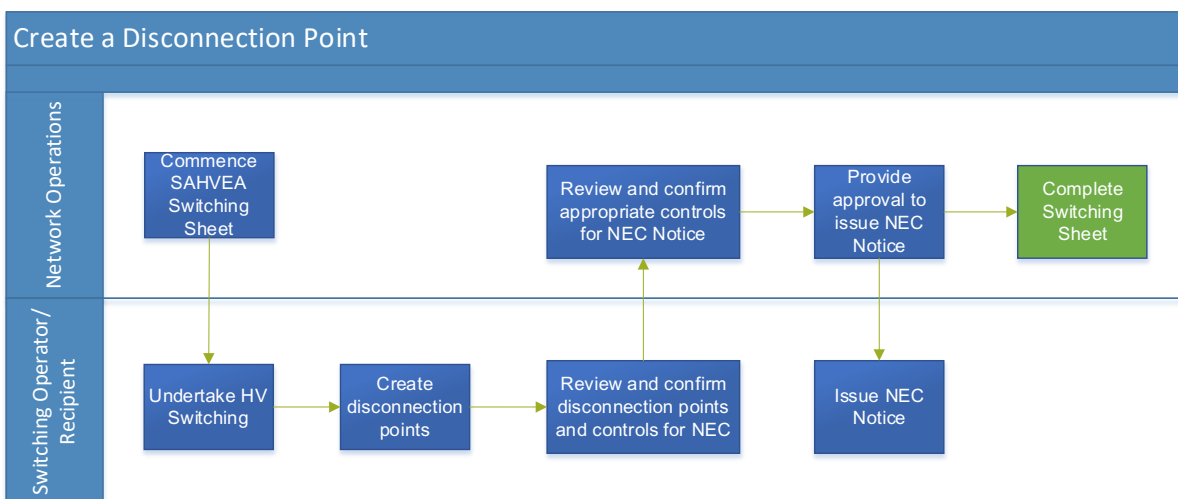 Create a Disconnection Point
Network Operations
Commence
SAHVEA
Switching
Sheet
Review and confirm
appropriate controls
for NEC Notice
Provide
approval to
issue NEC
Notice
Complete
Switching
Sheet
Switching Operator/
Recipient
Undertake HV
Switching
Create
disconnection
points
Review and confirm
disconnection points
and controls for NEC
Issue NEC
Notice